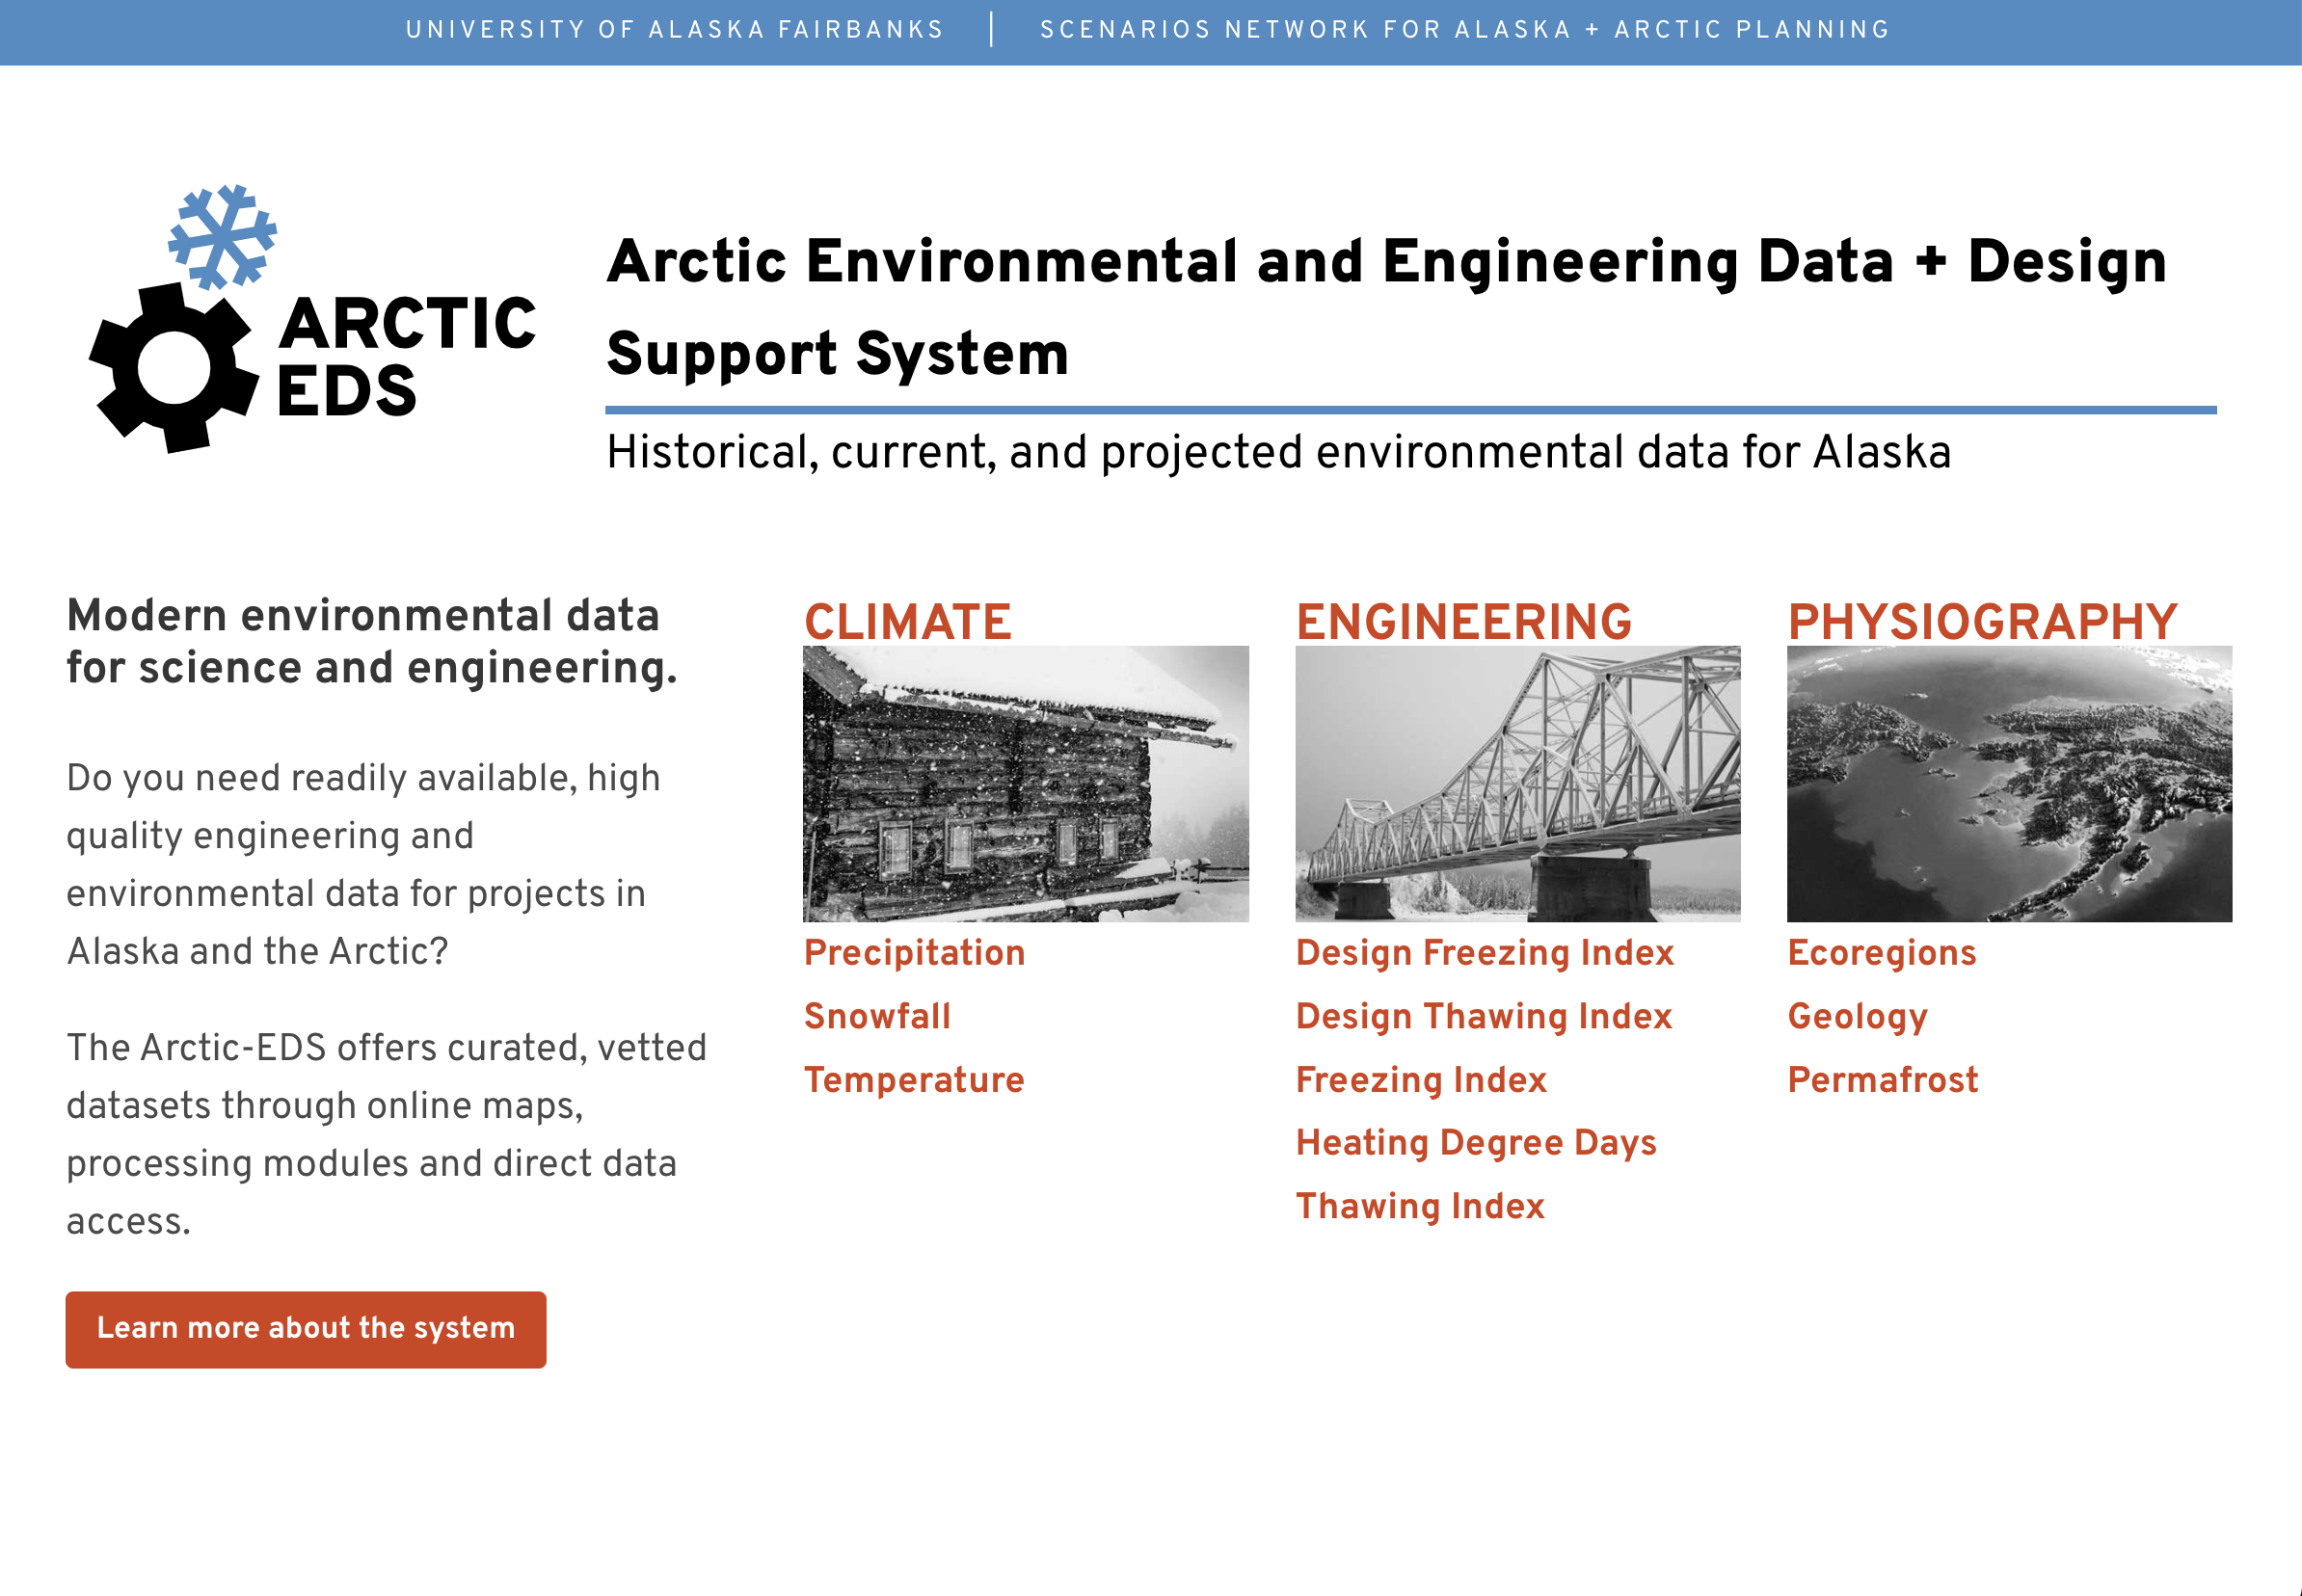 UNIVERSITY OF ALASKA FAIRBANKS | SCENARIOS NETWORK FOR ALASKA + ARCTIC PLANNING
ARCTIC
EDS
Arctic Environmental and Engineering Data + Design
Support System
Historical, current, and projected environmental data for Alaska
Modern environmental data
for science and engineering.
Do you need readily available, high
quality engineering and
environmental data for projects in
Alaska and the Arctic?
The Arctic-EDS offers curated, vetted
datasets through online maps,
processing modules and direct data
access.
Learn more about the system
CLIMATE
Precipitation
Snowfall
Temperature
ENGINEERING
Design Freezing Index
Design Thawing Index
Freezing Index
Heating Degree Days
Thawing Index
PHYSIOGRAPHY
Ecoregions
Geology
Permafrost